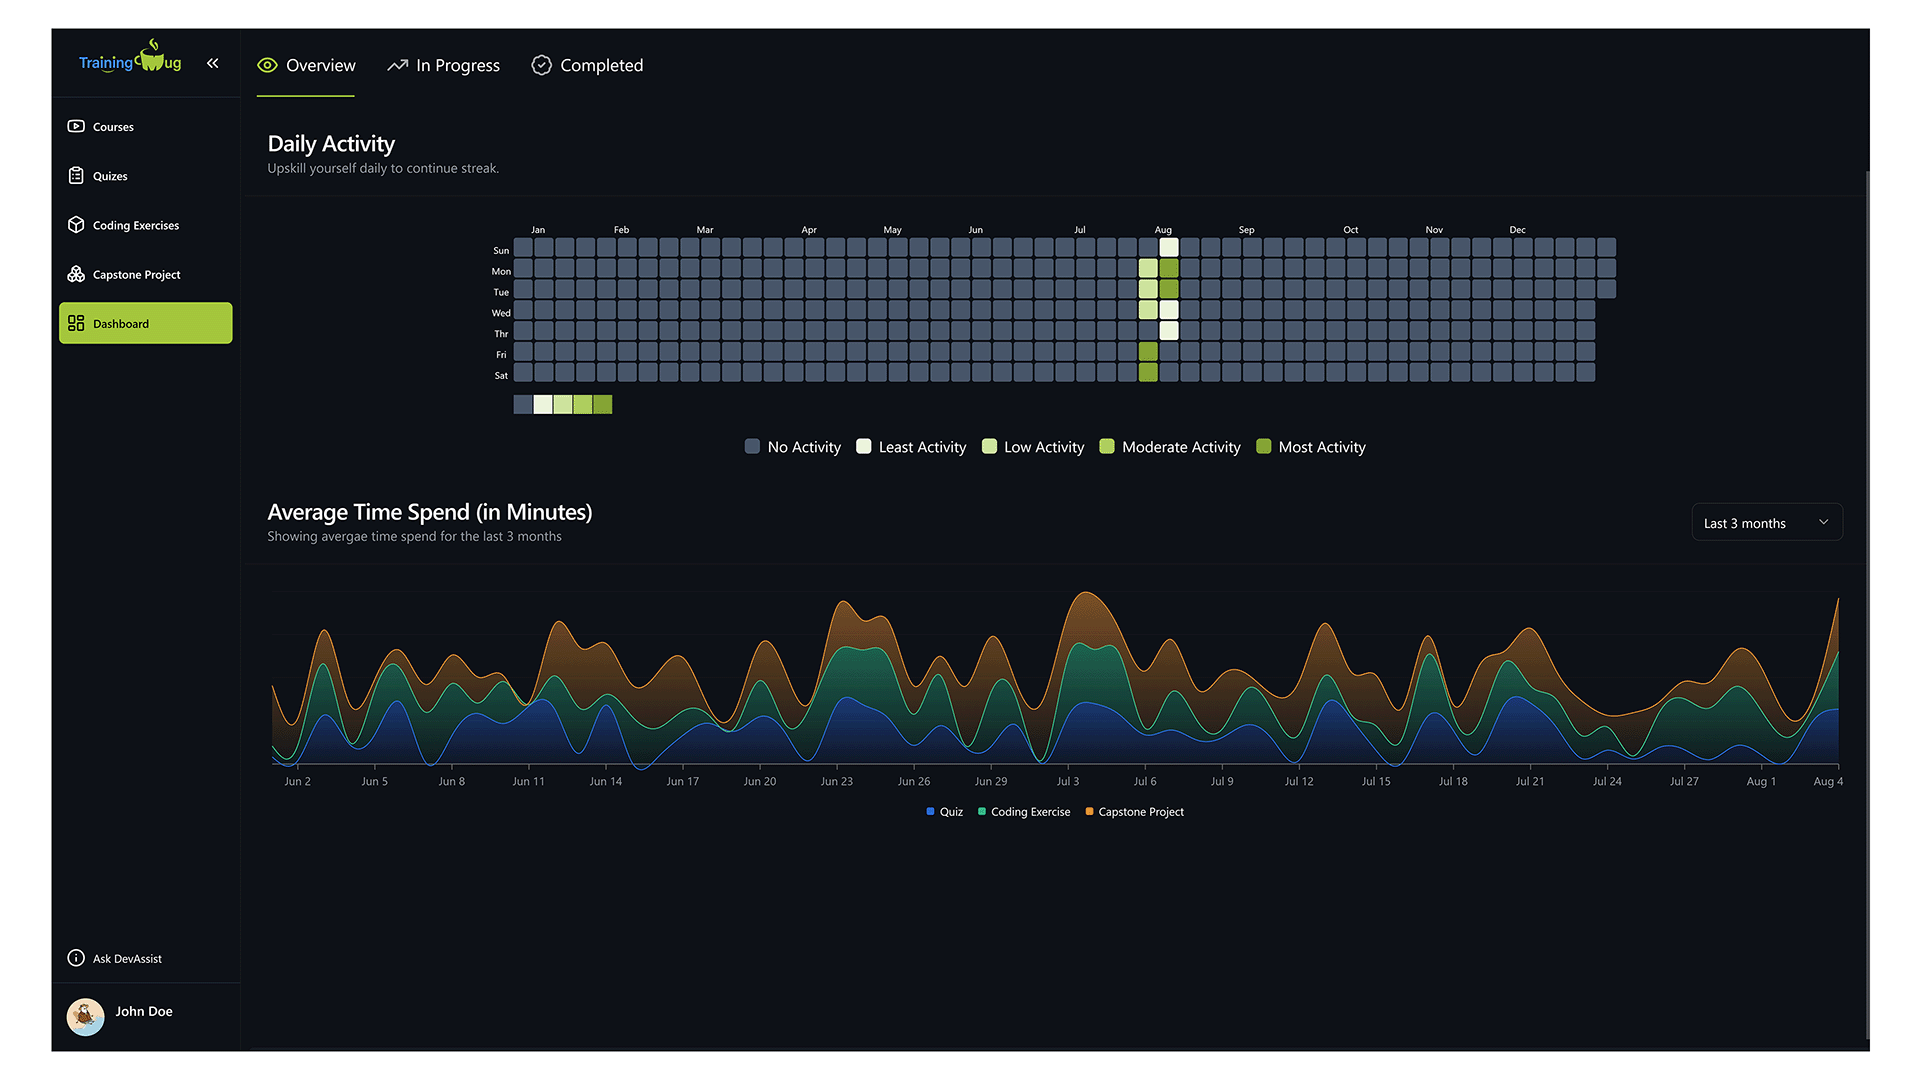 Training Mug
Overview
In Progress
Completed
Courses
Quizes
Coding Exercises
Capstone Project
Dashboard
Daily Activity
Upskill yourself daily to continue streak.
Jan Feb Mar Apr May Jun Jul Aug Sep Oct Nov Dec
Sun
Mon
Tue
Wed
Thr
Fri
Sat
No Activity Least Activity Low Activity Moderate Activity Most Activity
Average Time Spend (in Minutes)
Showing avergae time spend for the last 3 months
Last 3 months
Jun 2 Jun 5 Jun 8 Jun 11 Jun 14 Jun 17 Jun 20 Jun 23 Jun 26 Jun 29 Jul 3 Jul 6 Jul 9 Jul 12 Jul 15 Jul 18 Jul 21 Jul 24 Jul 27 Aug 1 Aug 4
Quiz Coding Exercise Capstone Project
Ask DevAssist
John Doe